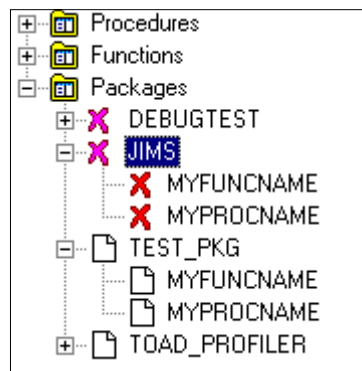 Procedures
Functions
Packages
DEBUGTEST
JIMS
MYFUNCNAME
MYPROCNAME
TEST_PKG
MYFUNCNAME
MYPROCNAME
TOAD_PROFILER